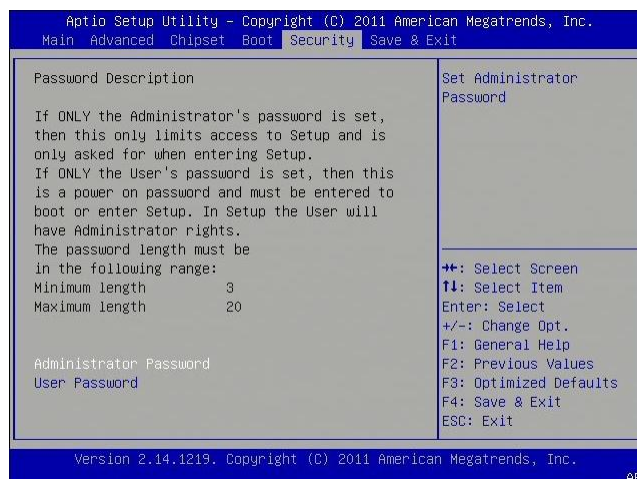 Aptio Setup Utility – Copyright (C) 2011 American Megatrends, Inc.
Main Advanced Chipset Boot Security Save & Exit
Password Description
If ONLY the Administrator's password is set,
then this only limits access to Setup and is
only asked for when entering Setup.
If ONLY the User's password is set, then this
is a power on password and must be entered to
boot or enter Setup. In Setup the User will
have Administrator rights.
The password length must be
in the following range:
Minimum length 3
Maximum length 20
Administrator Password
User Password
Set Administrator
Password
→←: Select Screen
↑↓: Select Item
Enter: Select
+/-: Change Opt.
F1: General Help
F2: Previous Values
F3: Optimized Defaults
F4: Save & Exit
ESC: Exit
Version 2.14.1219. Copyright (C) 2011 American Megatrends, Inc.